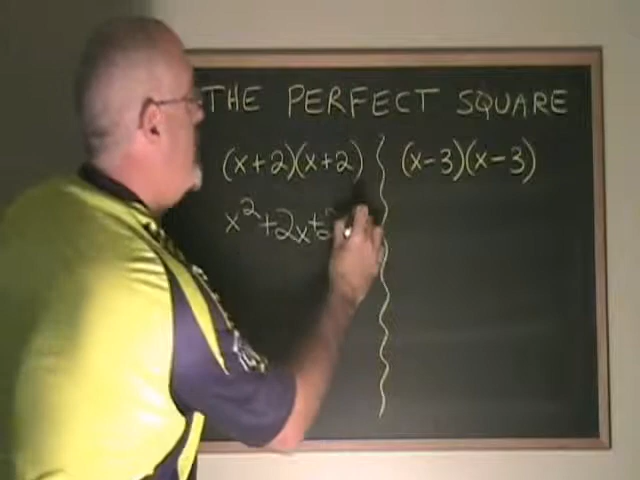 THE PERFECT SQUARE
(x+2)(x+2) (x-3)(x-3)
x²+2x+